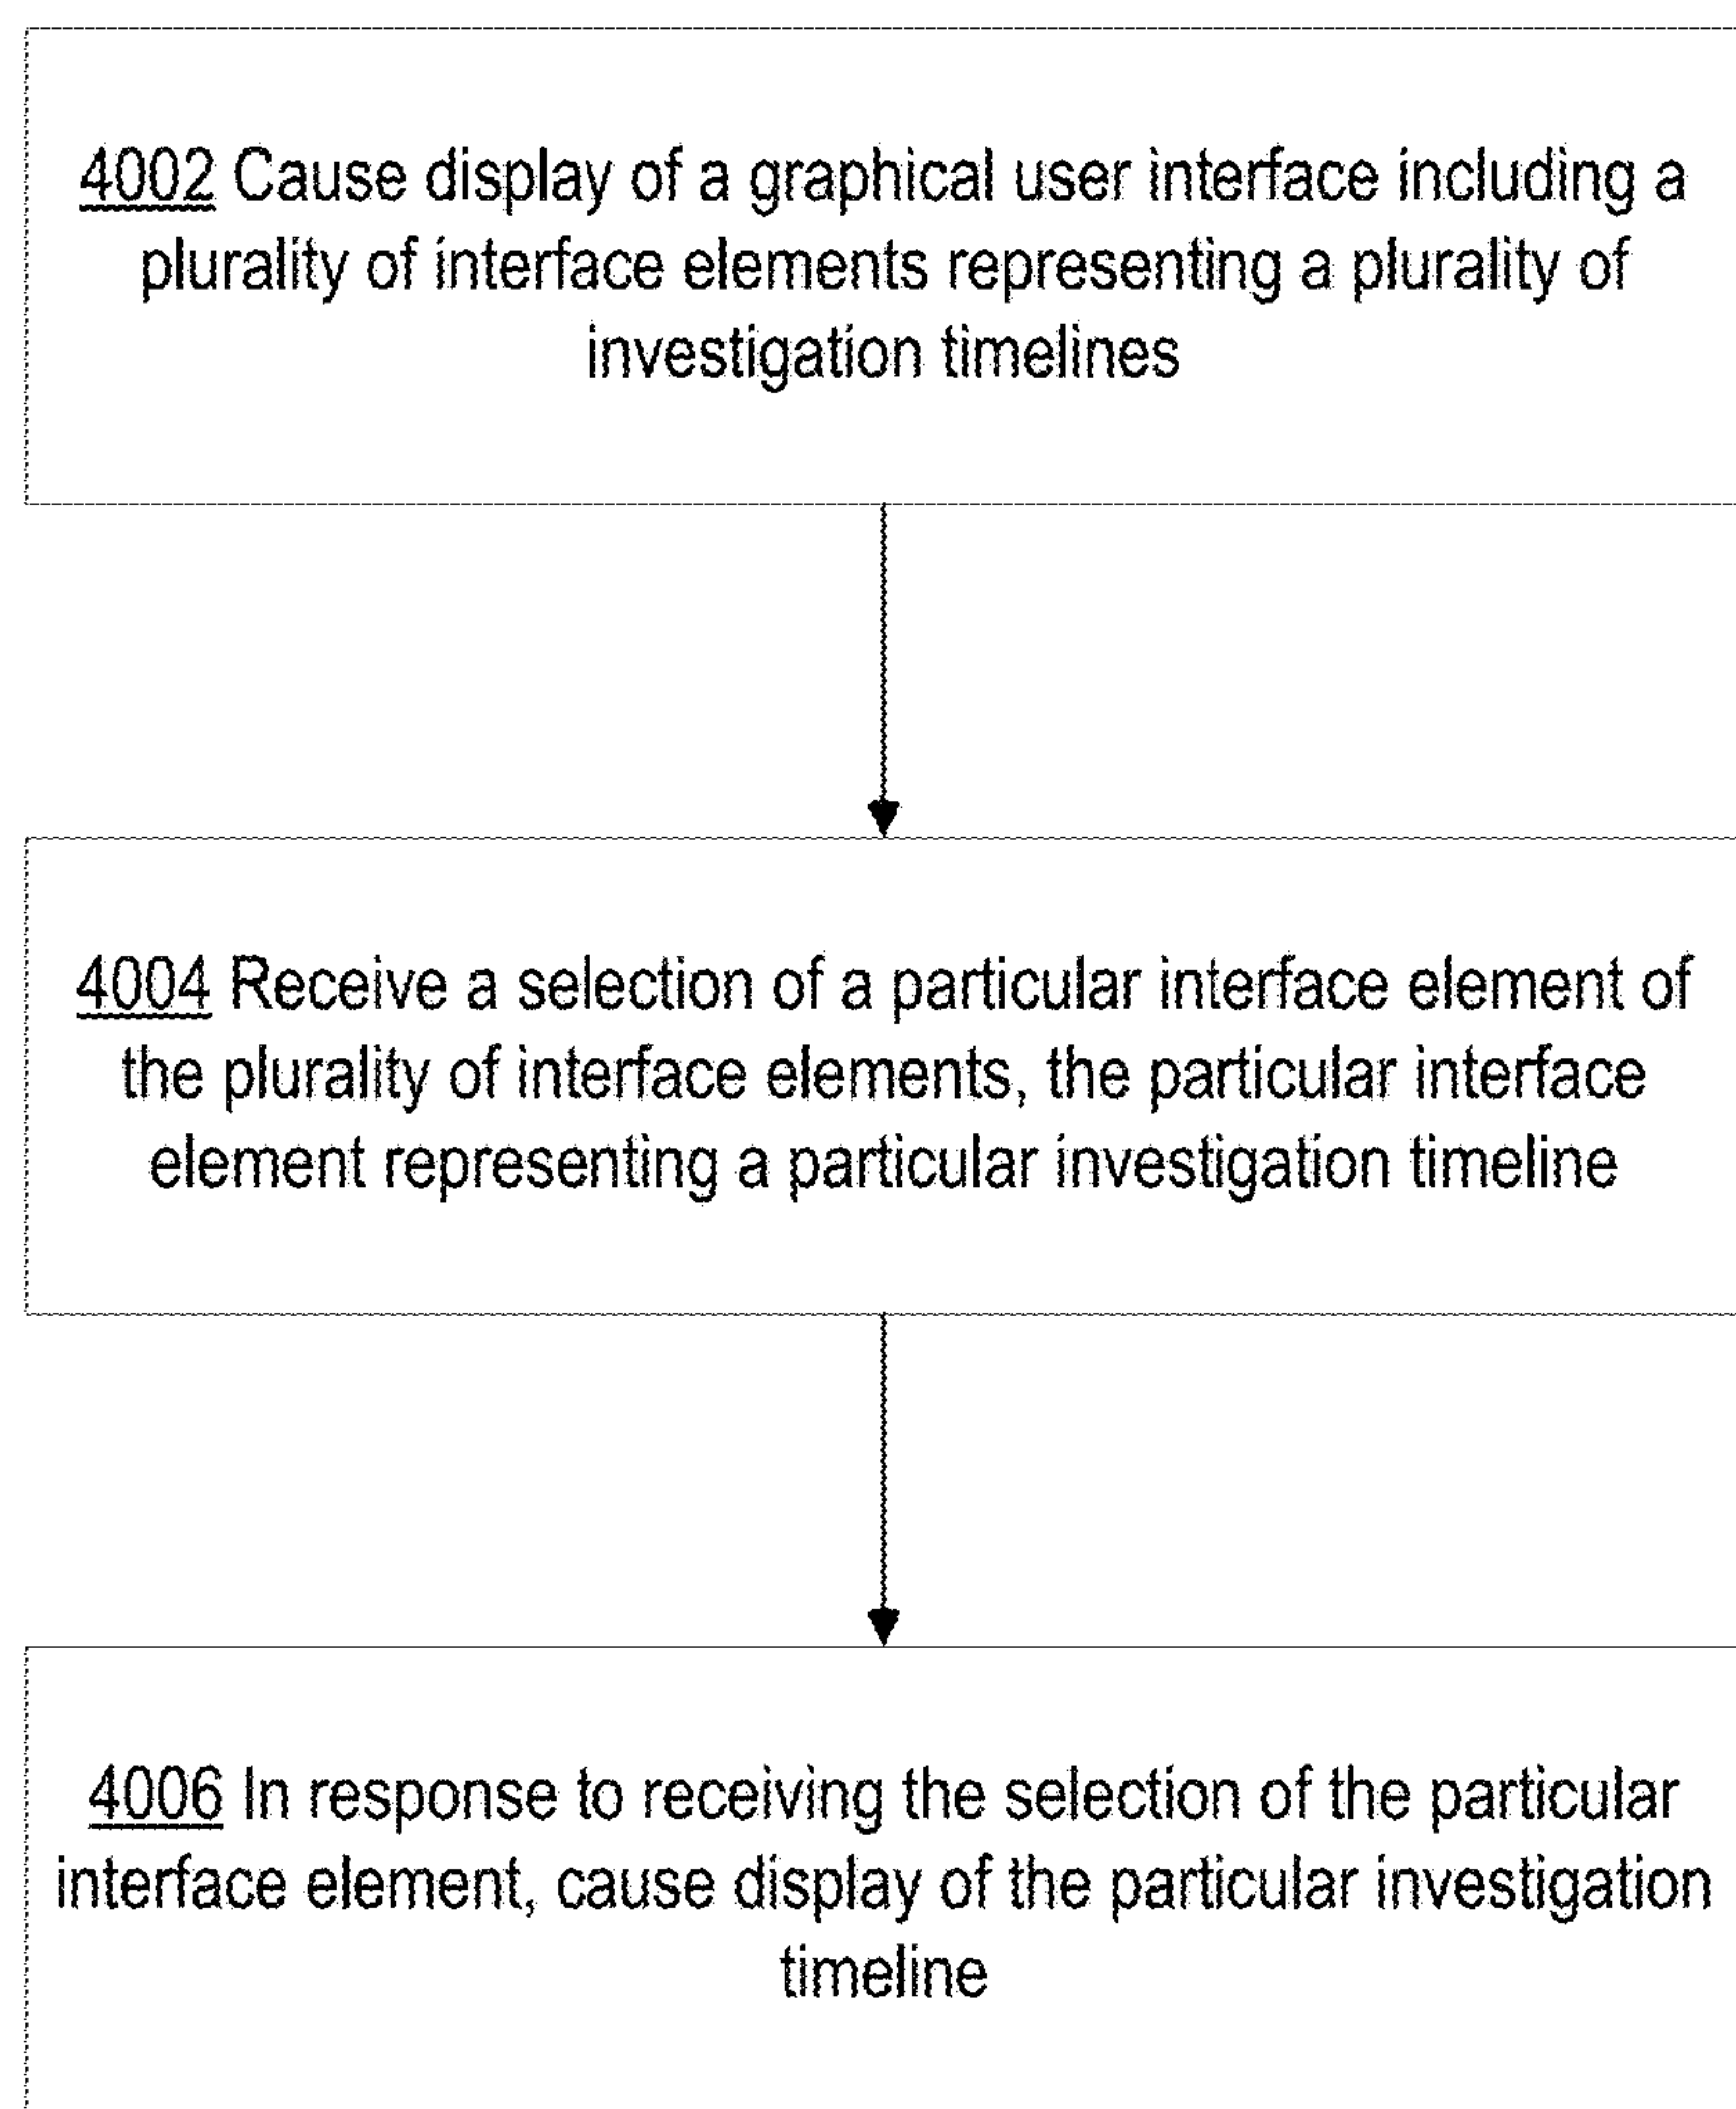 4002 Cause display of a graphical user interface including a
plurality of interface elements representing a plurality of
investigation timelines
4004 Receive a selection of a particular interface element of
the plurality of interface elements, the particular interface
element representing a particular investigation timeline
4006 In response to receiving the selection of the particular
interface element, cause display of the particular investigation
timeline